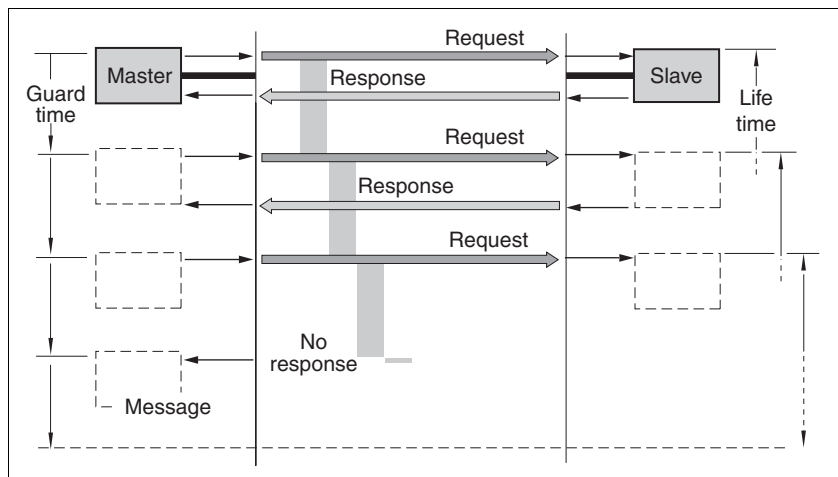 Request
Master
Slave
Response
Guard
time
Life
time
Request
Response
Request
No
response
Message